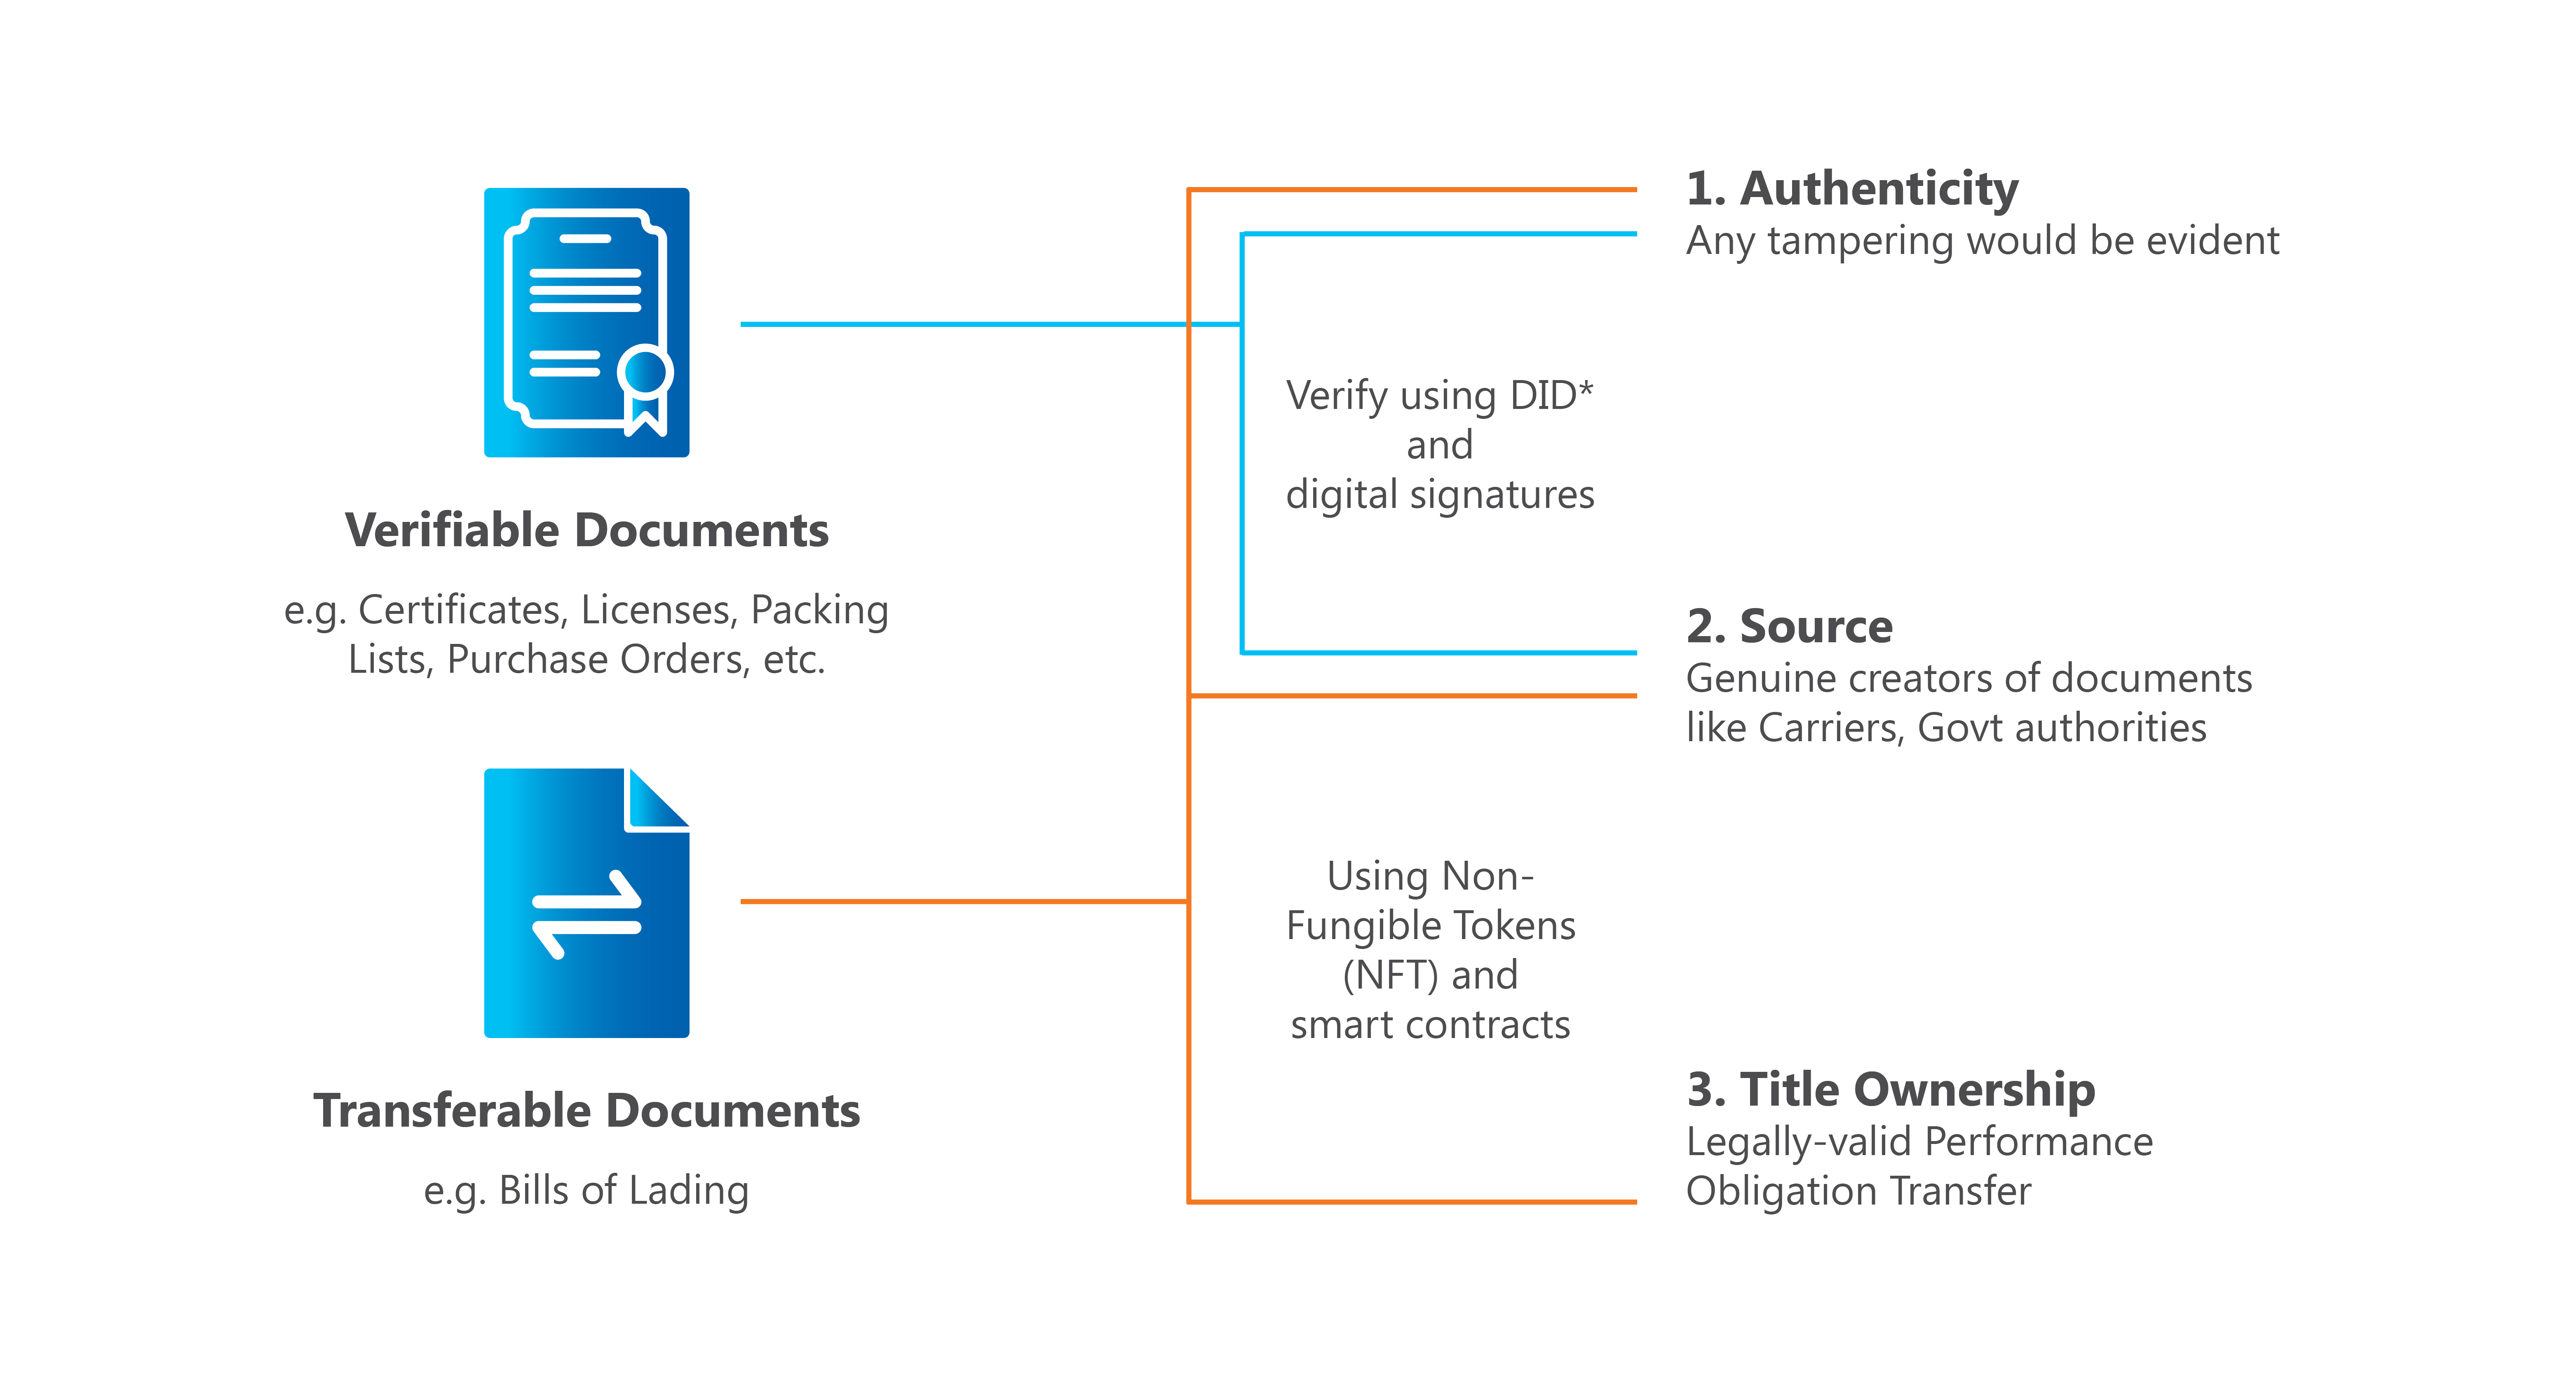 Verifiable Documents
e.g. Certificates, Licenses, Packing
Lists, Purchase Orders, etc.
Transferable Documents
e.g. Bills of Lading
Verify using DID*
and
digital signatures
Using Non-
Fungible Tokens
(NFT) and
smart contracts
1. Authenticity
Any tampering would be evident
2. Source
Genuine creators of documents
like Carriers, Govt authorities
3. Title Ownership
Legally-valid Performance
Obligation Transfer